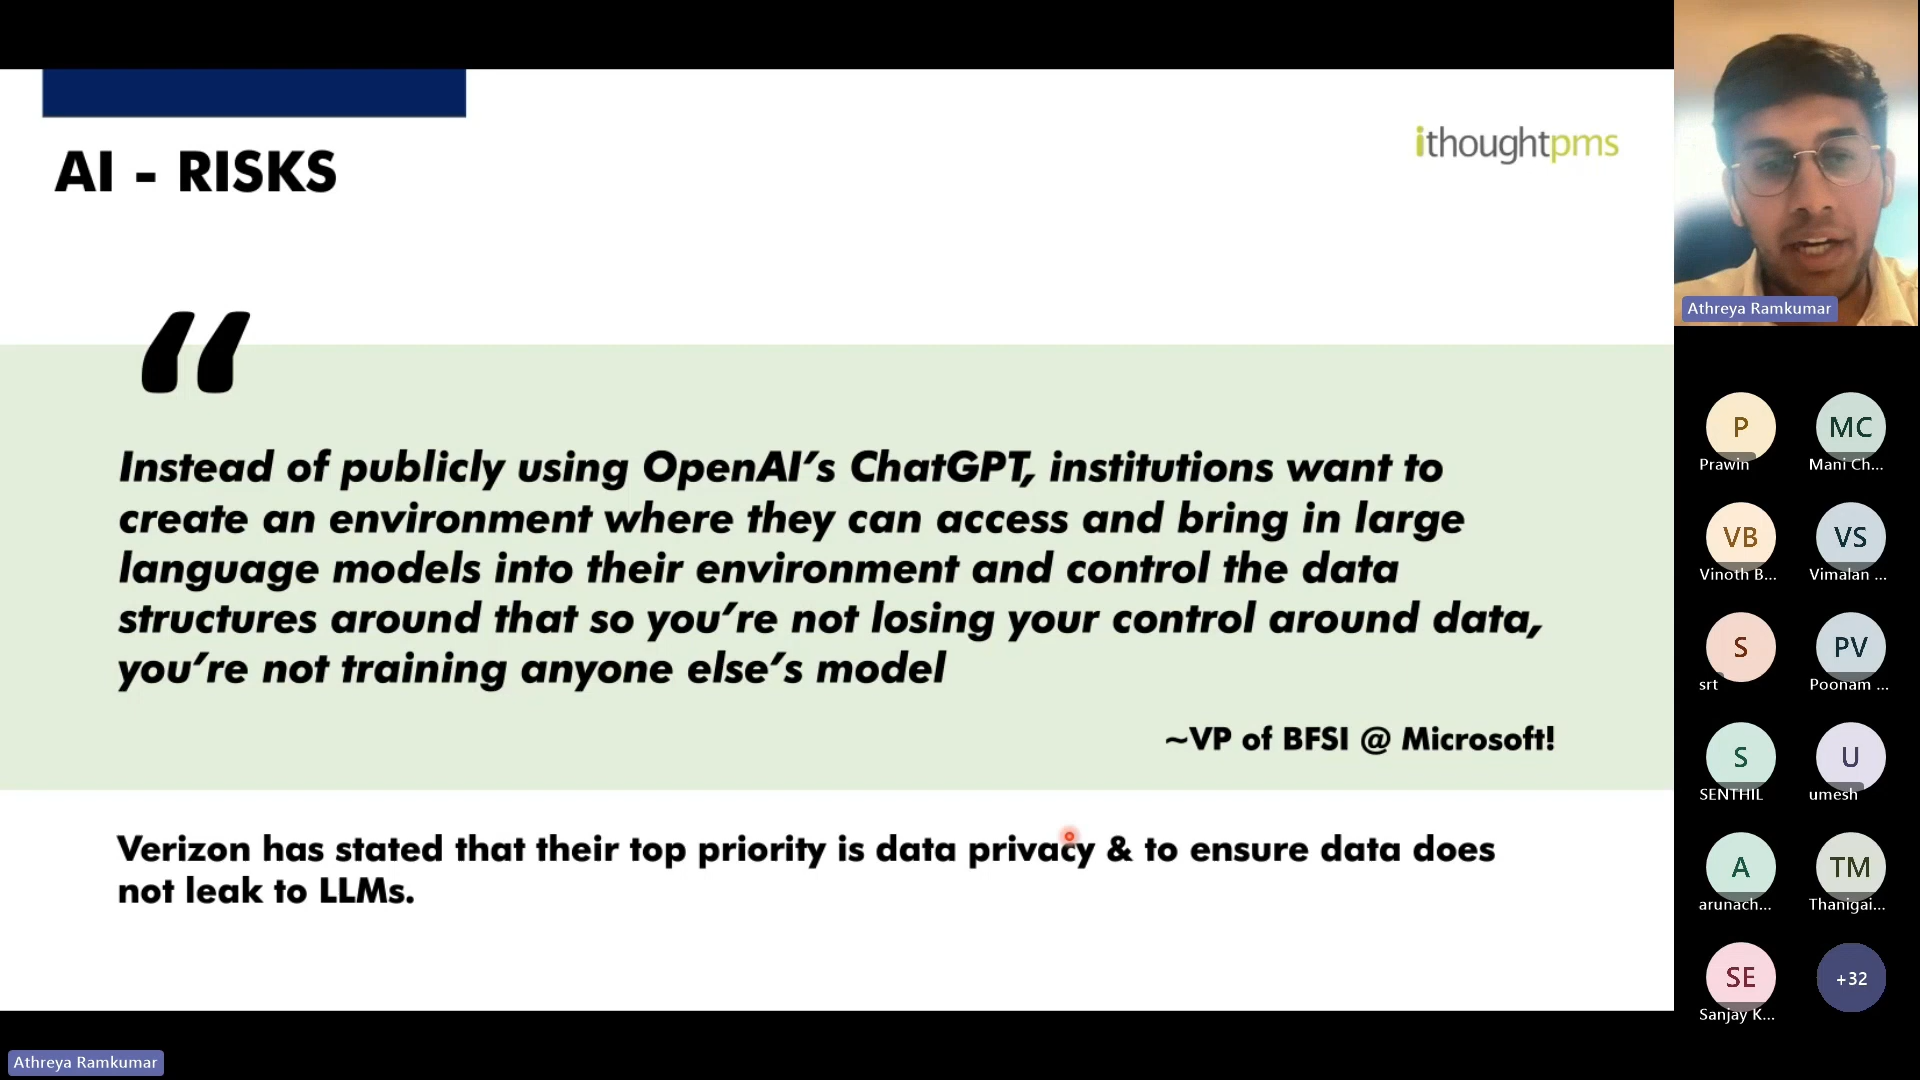 AI - RISKS
ithoughtpms
“
Instead of publicly using OpenAI’s ChatGPT, institutions want to
create an environment where they can access and bring in large
language models into their environment and control the data
structures around that so you’re not losing your control around data,
you’re not training anyone else’s model
~VP of BFSI @ Microsoft!
Verizon has stated that their top priority is data privacy & to ensure data does
not leak to LLMs.
Athreya Ramkumar
Athreya Ramkumar
P
Prawin
MC
Mani Ch...
VB
Vinoth B...
VS
Vimalan ...
S
srt
PV
Poonam ...
S
SENTHIL
U
umesh
A
arunach...
TM
Thanigai...
SE
Sanjay K...
+32